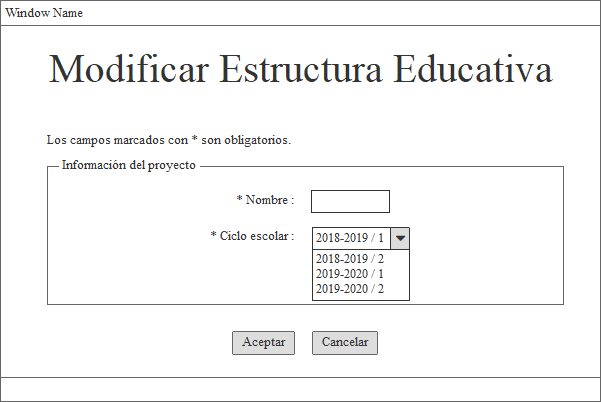 Window Name
Modificar Estructura Educativa
Los campos marcados con * son obligatorios.
Información del proyecto
* Nombre :
* Ciclo escolar : 2018-2019 / 1
2018-2019 / 2
2019-2020 / 1
2019-2020 / 2
Aceptar Cancelar